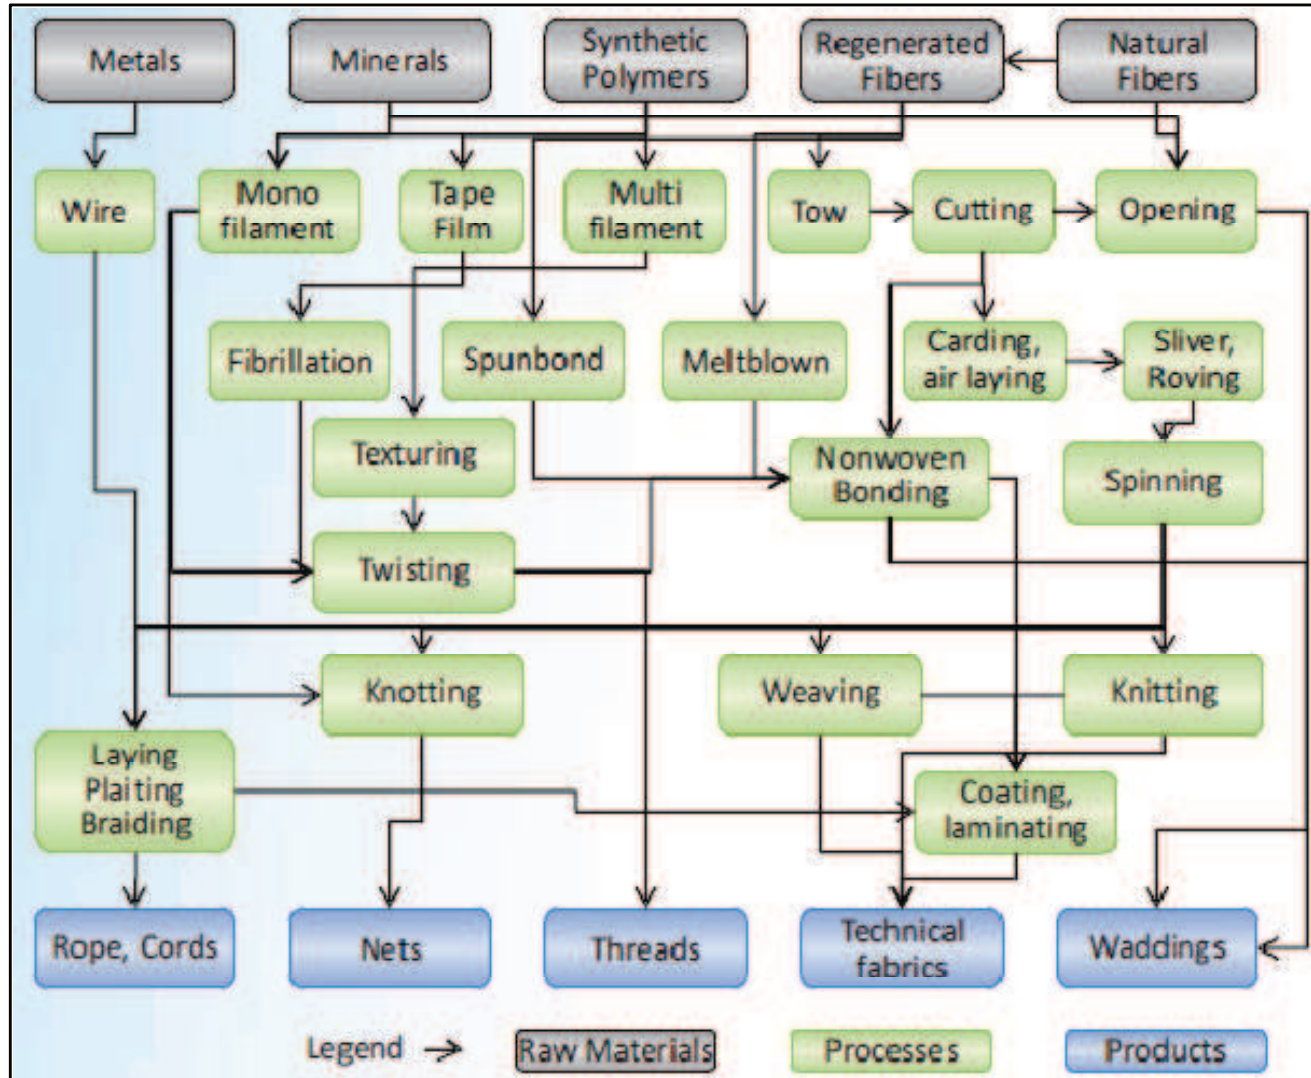 Metals
Minerals
Synthetic
Polymers
Regenerated
Fibers
Natural
Fibers
Wire
Mono
filament
Tape
Film
Multi
filament
Tow
Cutting
Opening
Fibrillation
Spunbond
Meltblown
Carding,
air laying
Sliver,
Roving
Texturing
Nonwoven
Bonding
Spinning
Twisting
Knotting
Weaving
Knitting
Laying
Plaiting
Braiding
Coating,
laminating
Rope, Cords
Nets
Threads
Technical
fabrics
Waddings
Legend
Raw Materials
Processes
Products